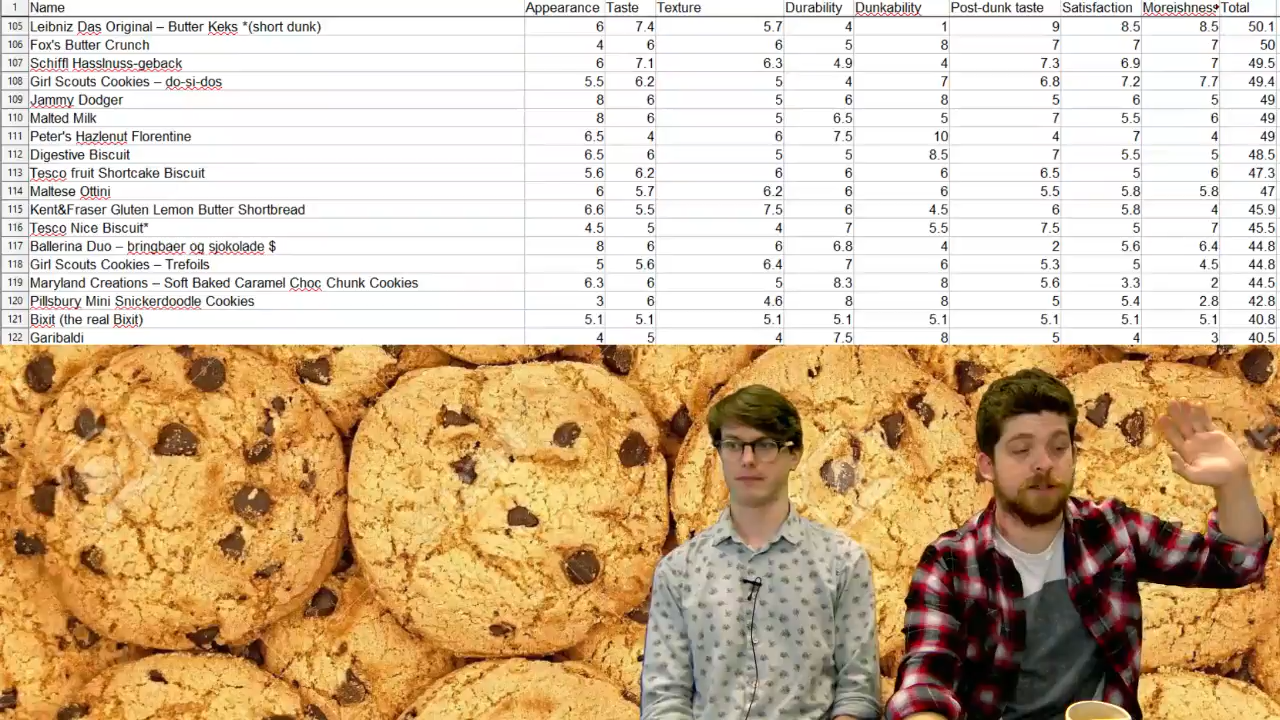 1 Name Appearance Taste Texture Durability Dunkability Post-dunk taste Satisfaction Moreishnes Total
105 Leibniz Das Original – Butter Keks *(short dunk) 6 7.4 5.7 4 1 9 8.5 8.5 50.1
106 Fox's Butter Crunch 4 6 6 5 8 7 7 7 50
107 Schiffl Hasslnuss-geback 6 7.1 6.3 4.9 4 7.3 6.9 7 49.5
108 Girl Scouts Cookies – do-si-dos 5.5 6.2 5 4 7 6.8 7.2 7.7 49.4
109 Jammy Dodger 8 6 5 6 8 5 6 5 49
110 Malted Milk 8 6 5 6.5 5 7 5.5 6 49
111 Peter's Hazlenut Florentine 6.5 4 6 7.5 10 4 7 4 49
112 Digestive Biscuit 6.5 6 5 5 8.5 7 5.5 5 48.5
113 Tesco fruit Shortcake Biscuit 5.6 6.2 6 6 6 6.5 5 6 47.3
114 Maltese Ottini 6 5.7 6.2 6 6 5.5 5.8 5.8 47
115 Kent&Fraser Gluten Lemon Butter Shortbread 6.6 5.5 7.5 6 4.5 6 5.8 4 45.9
116 Tesco Nice Biscuit* 4.5 5 4 7 5.5 7.5 5 7 45.5
117 Ballerina Duo – bringbaer og sjokolade $ 8 6 6 6.8 4 2 5.6 6.4 44.8
118 Girl Scouts Cookies – Trefoils 5 5.6 6.4 7 6 5.3 5 4.5 44.8
119 Maryland Creations – Soft Baked Caramel Choc Chunk Cookies 6.3 6 5 8.3 8 5.6 3.3 2 44.5
120 Pillsbury Mini Snickerdoodle Cookies 3 6 4.6 8 8 5 5.4 2.8 42.8
121 Bixit (the real Bixit) 5.1 5.1 5.1 5.1 5.1 5.1 5.1 5.1 40.8
122 Garibaldi 4 5 4 7.5 8 5 4 3 40.5